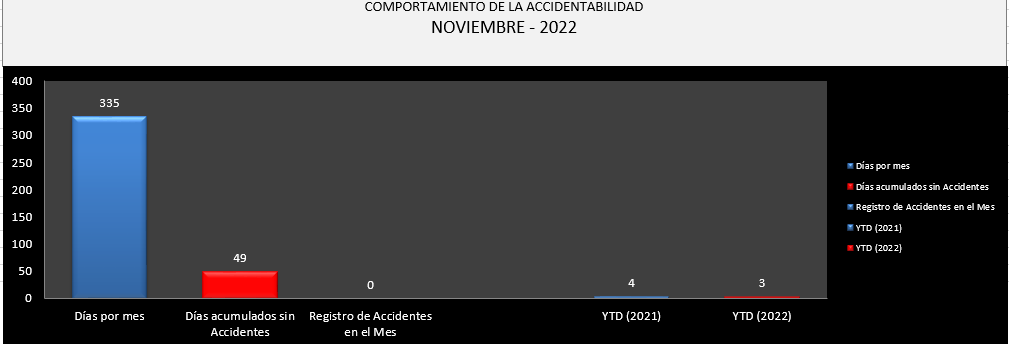 COMPORTAMIENTO DE LA ACCIDENTABILIDAD
NOVIEMBRE - 2022
400
350
300
250
200
150
100
50
0
335
49
0
4
3
Días por mes
Días acumulados sin
Accidentes
Registro de Accidentes
en el Mes
YTD (2021)
YTD (2022)
Días por mes
Días acumulados sin Accidentes
Registro de Accidentes en el Mes
YTD (2021)
YTD (2022)